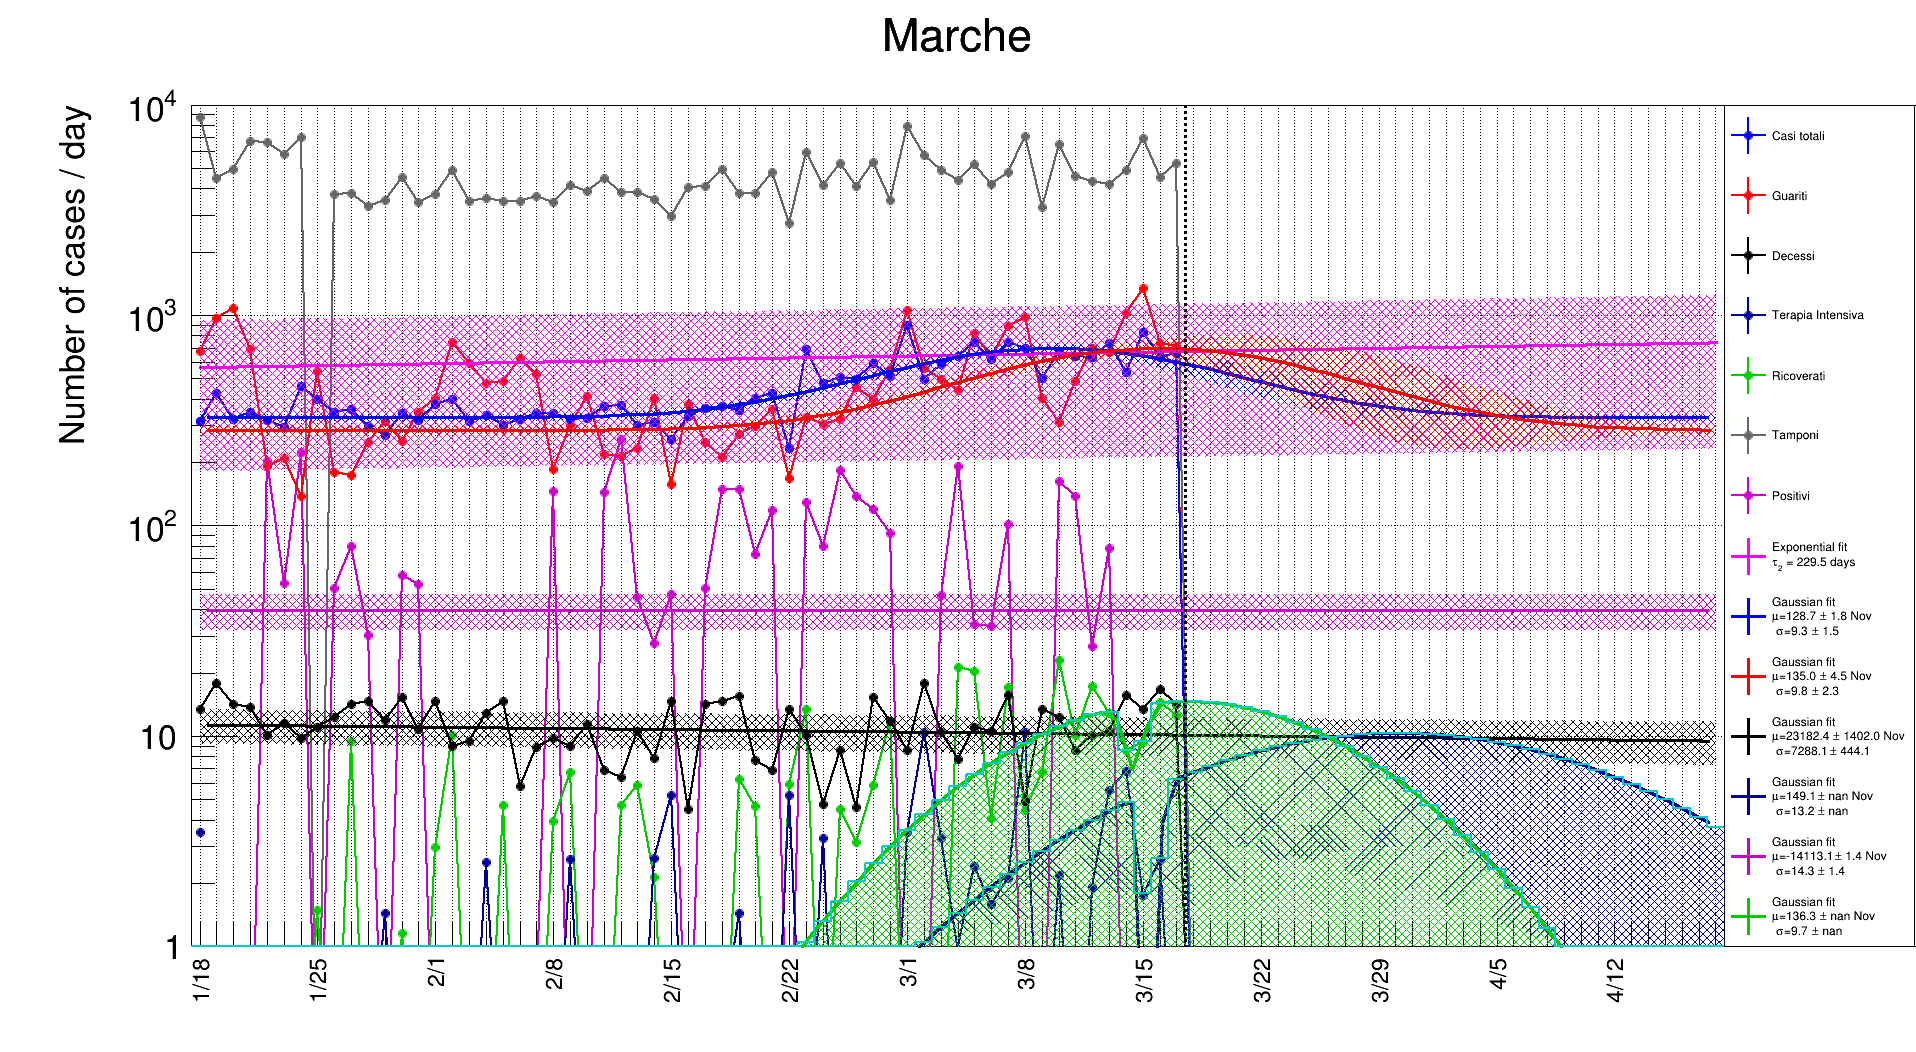 Marche
Number of cases / day
10^4
10^3
10^2
10
1
1/18
1/25
2/1
2/8
2/15
2/22
3/1
3/8
3/15
3/22
3/29
4/5
4/12
Casi totali
Guariti
Decessi
Terapia Intensiva
Ricoverati
Tamponi
Positivi
Exponential fit
τ_2 = 229.5 days
Gaussian fit
μ=128.7 ± 1.8 Nov
σ=9.3 ± 1.5
Gaussian fit
μ=135.0 ± 4.5 Nov
σ=9.8 ± 2.3
Gaussian fit
μ=23182.4 ± 1402.0 Nov
σ=7288.1 ± 444.1
Gaussian fit
μ=149.1 ± nan Nov
σ=13.2 ± nan
Gaussian fit
μ=-14113.1 ± 1.4 Nov
σ=14.3 ± 1.4
Gaussian fit
μ=136.3 ± nan Nov
σ=9.7 ± nan